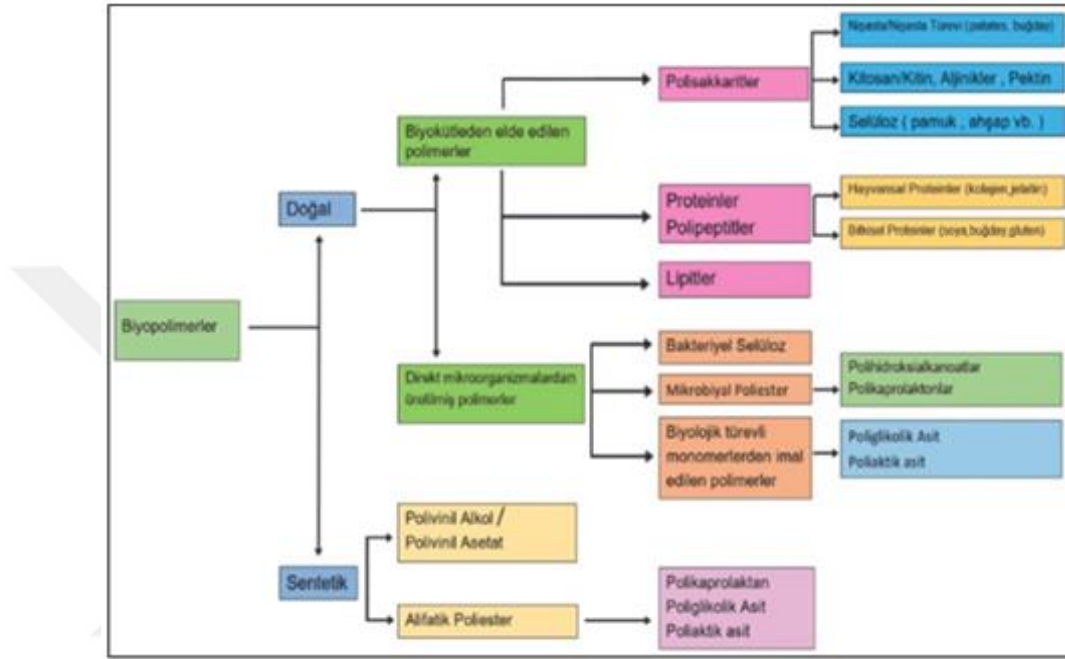 Biyopolimerler
Doğal
Biyokütleden elde edilen
polimerler
Polisakkaritler
Nişasta/Nişasta Türevi (patates, buğday)
Kitosan/Kitin, Aljinikler , Pektin
Selüloz ( pamuk , ahşap vb. )
Proteinler
Polipeptitler
Hayvansal Proteinler (kolajen,jelatin)
Bitkisel Proteinler (soya,buğday,gluten)
Lipitler
Direkt mikroorganizmalardan
üretilmiş polimerler
Bakteriyel Selüloz
Mikrobiyal Poliester
Polihidroksialkanoatlar
Polikaprolaktonlar
Biyolojik türevli
monomerlerden imal
edilen polimerler
Poliglikolik Asit
Poliaktik asit
Sentetik
Polivinil Alkol /
Polivinil Asetat
Alifatik Poliester
Polikaprolaktan
Poliglikolik Asit
Poliaktik asit